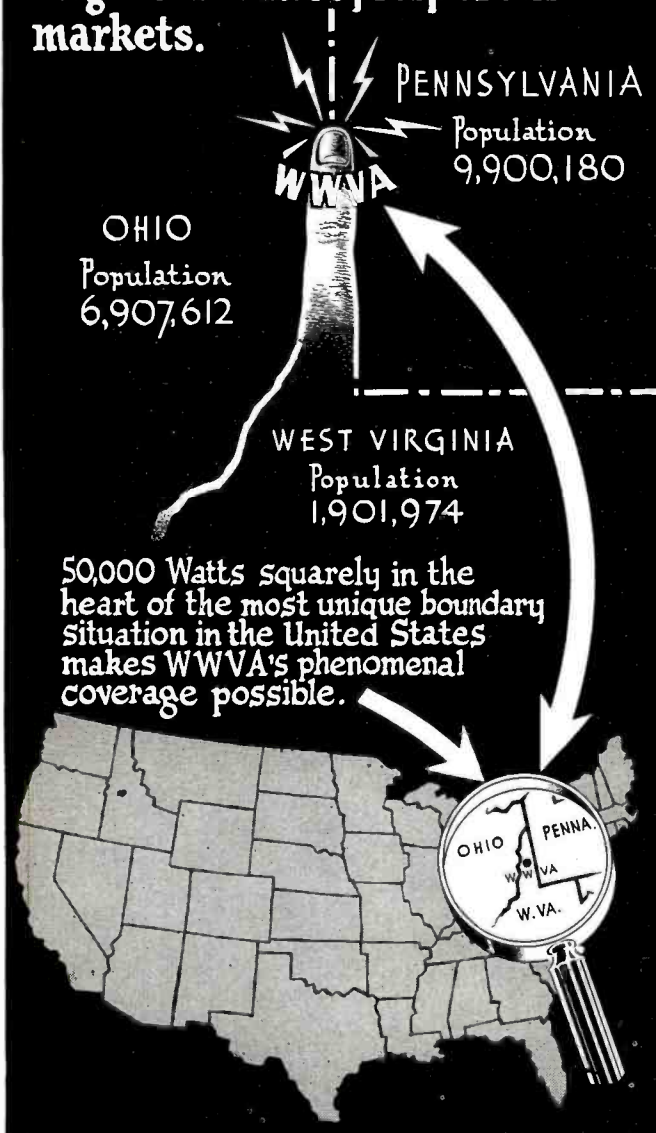 markets.
PENNSYLVANIA
Population
9,900,180
WWVA
OHIO
Population
6,907,612
WEST VIRGINIA
Population
1,901,974
50,000 Watts squarely in the
heart of the most unique boundary
situation in the United States
makes WWVA'S phenomenal
coverage possible.
OHIO
PENNA.
WWVA
W.VA.